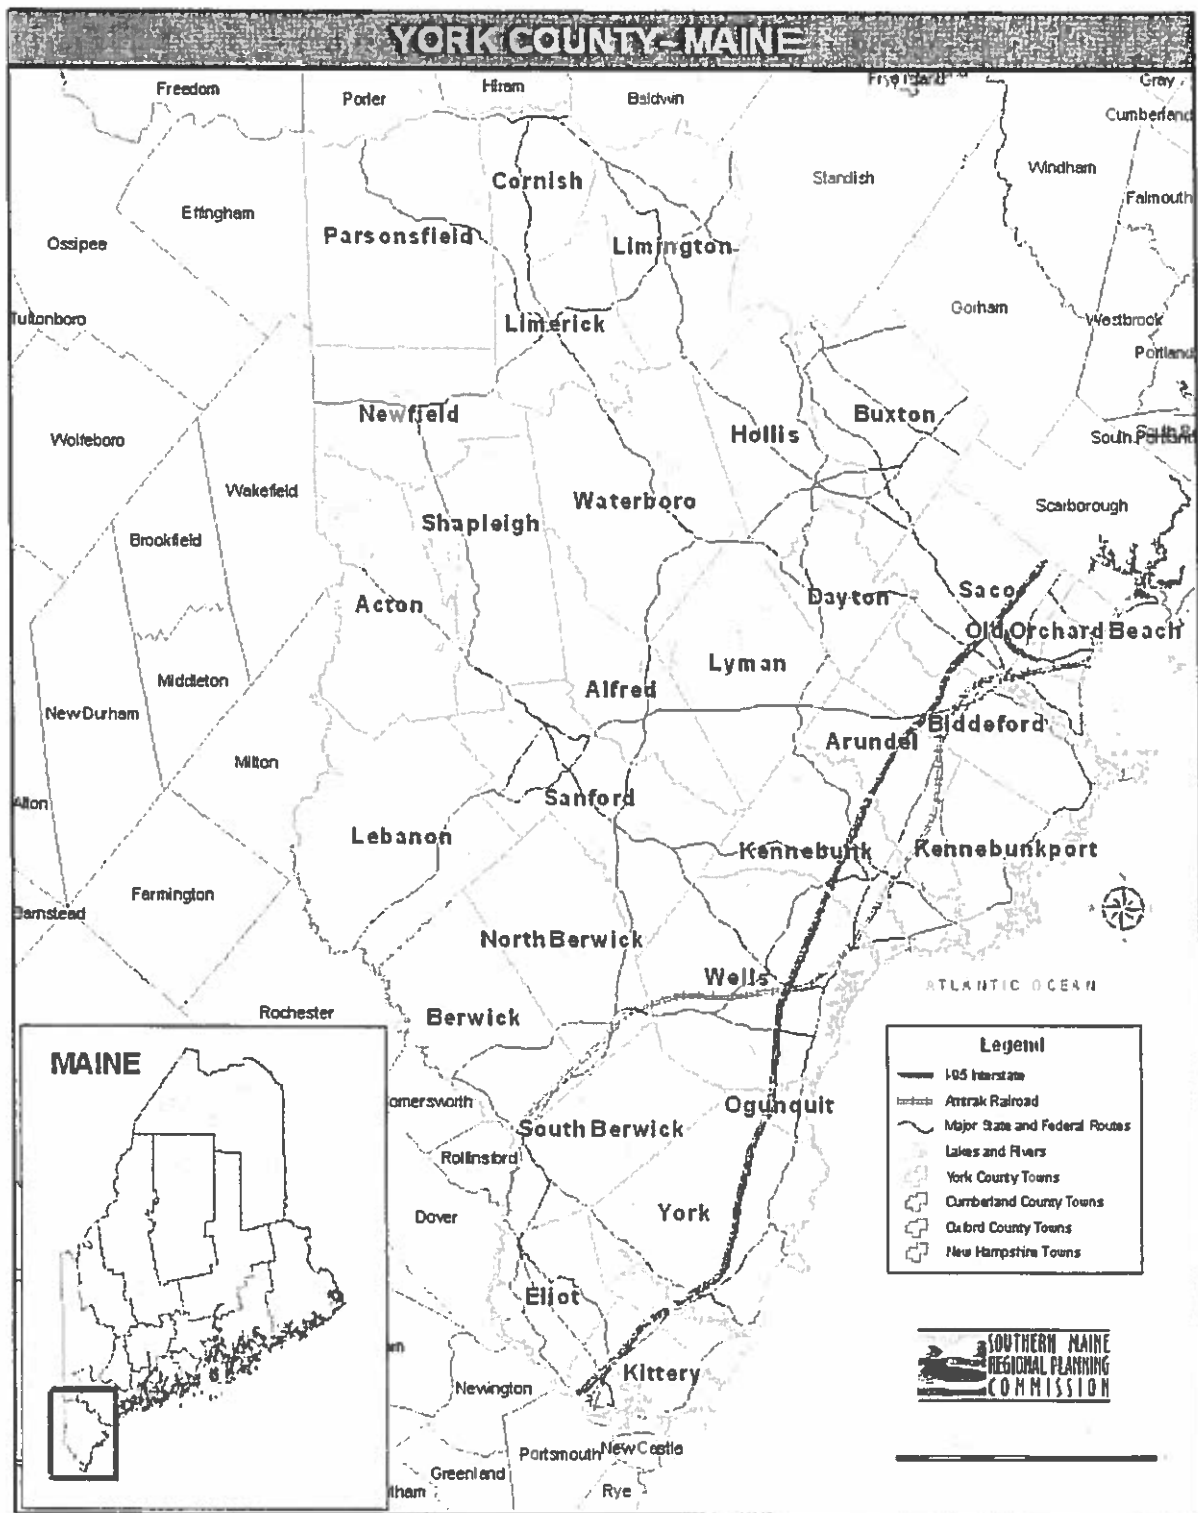 YORK COUNTY-MAINE
Freedom
Porter
Hiram
Baldwin
Frye Island
Gray
Cumberland
Windham
Standish
Falmouth
Cornish
Effingham
Ossipee
Parsonsfield
Limington
Gorham
Tuftonboro
Limerick
Westbrook
Portland
Newfield
Buxton
Hollis
Wolfeboro
South Portland
Wakefield
Waterboro
Scarborough
Shapleigh
Brookfield
Acton
Dayton
Saco
Old Orchard Beach
Lyman
Middleton
Alfred
New Durham
Biddeford
Arundel
Milton
Alton
Sanford
Lebanon
Kennebunk
Kennebunkport
Farmington
Barnstead
North Berwick
Wells
ATLANTIC OCEAN
Rochester
Berwick
MAINE
Legend
I-95 Interstate
Amtrak Railroad
Major State and Federal Routes
Lakes and Rivers
York County Towns
Cumberland County Towns
Oxford County Towns
New Hampshire Towns
omersworth
Ogunquit
South Berwick
Rollinsford
Dover
York
Eliot
SOUTHERN MAINE
REGIONAL PLANNING
COMMISSION
Kittery
Newington
Portsmouth
New Castle
Greenland
Rye